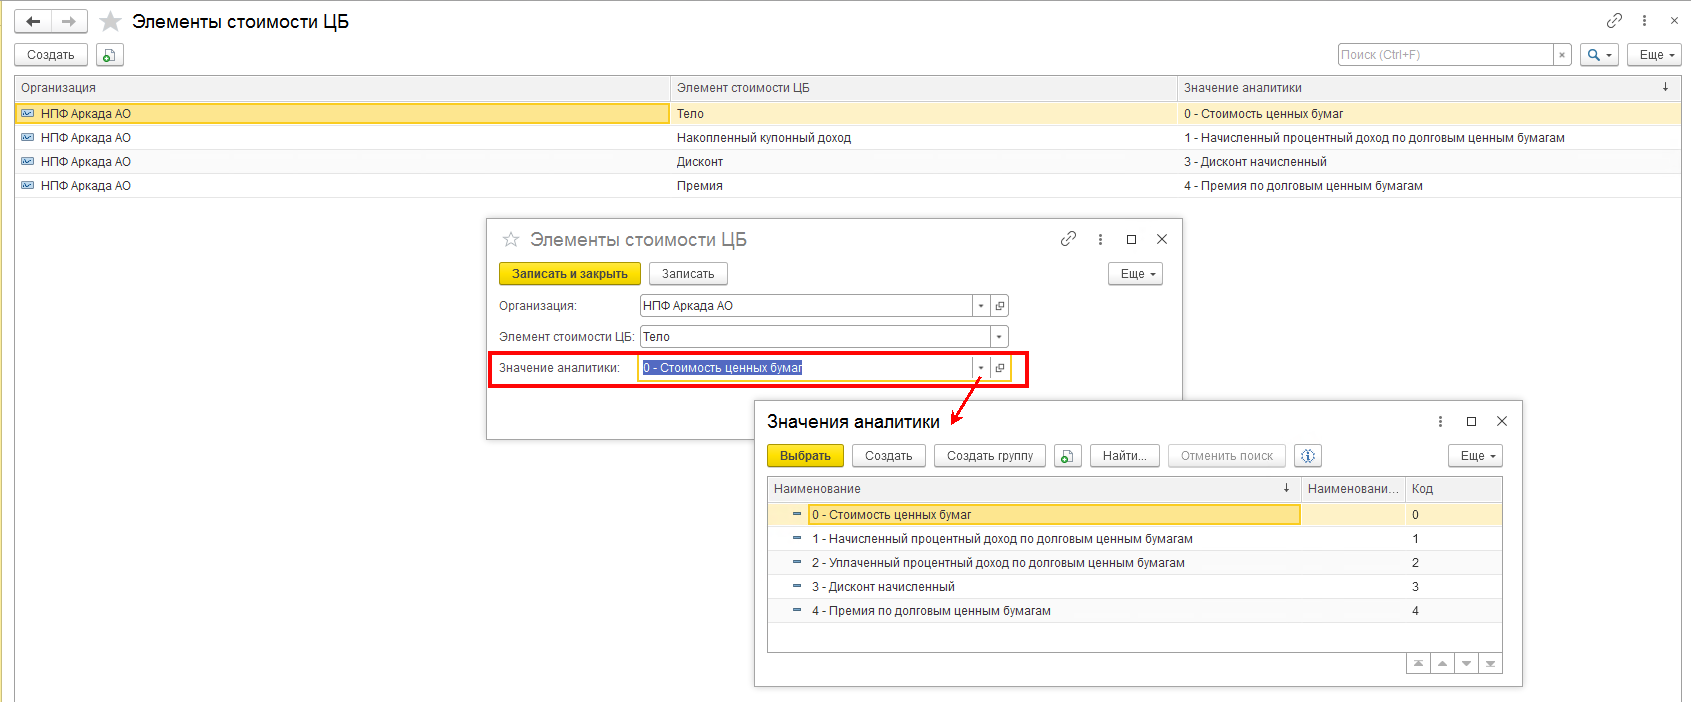 Элементы стоимости ЦБ
Создать
Поиск (Ctrl+F)
Еще
Организация Элемент стоимости ЦБ Значение аналитики
НПФ Аркада АО Тело 0 - Стоимость ценных бумаг
НПФ Аркада АО Накопленный купонный доход 1 - Начисленный процентный доход по долговым ценным бумагам
НПФ Аркада АО Дисконт 3 - Дисконт начисленный
НПФ Аркада АО Премия 4 - Премия по долговым ценным бумагам
Элементы стоимости ЦБ
Записать и закрыть Записать Еще
Организация: НПФ Аркада АО
Элемент стоимости ЦБ: Тело
Значение аналитики: 0 - Стоимость ценных бумаг
Значения аналитики
Выбрать Создать Создать группу Найти... Отменить поиск Еще
Наименование Наименовани... Код
0 - Стоимость ценных бумаг 0
1 - Начисленный процентный доход по долговым ценным бумагам 1
2 - Уплаченный процентный доход по долговым ценным бумагам 2
3 - Дисконт начисленный 3
4 - Премия по долговым ценным бумагам 4